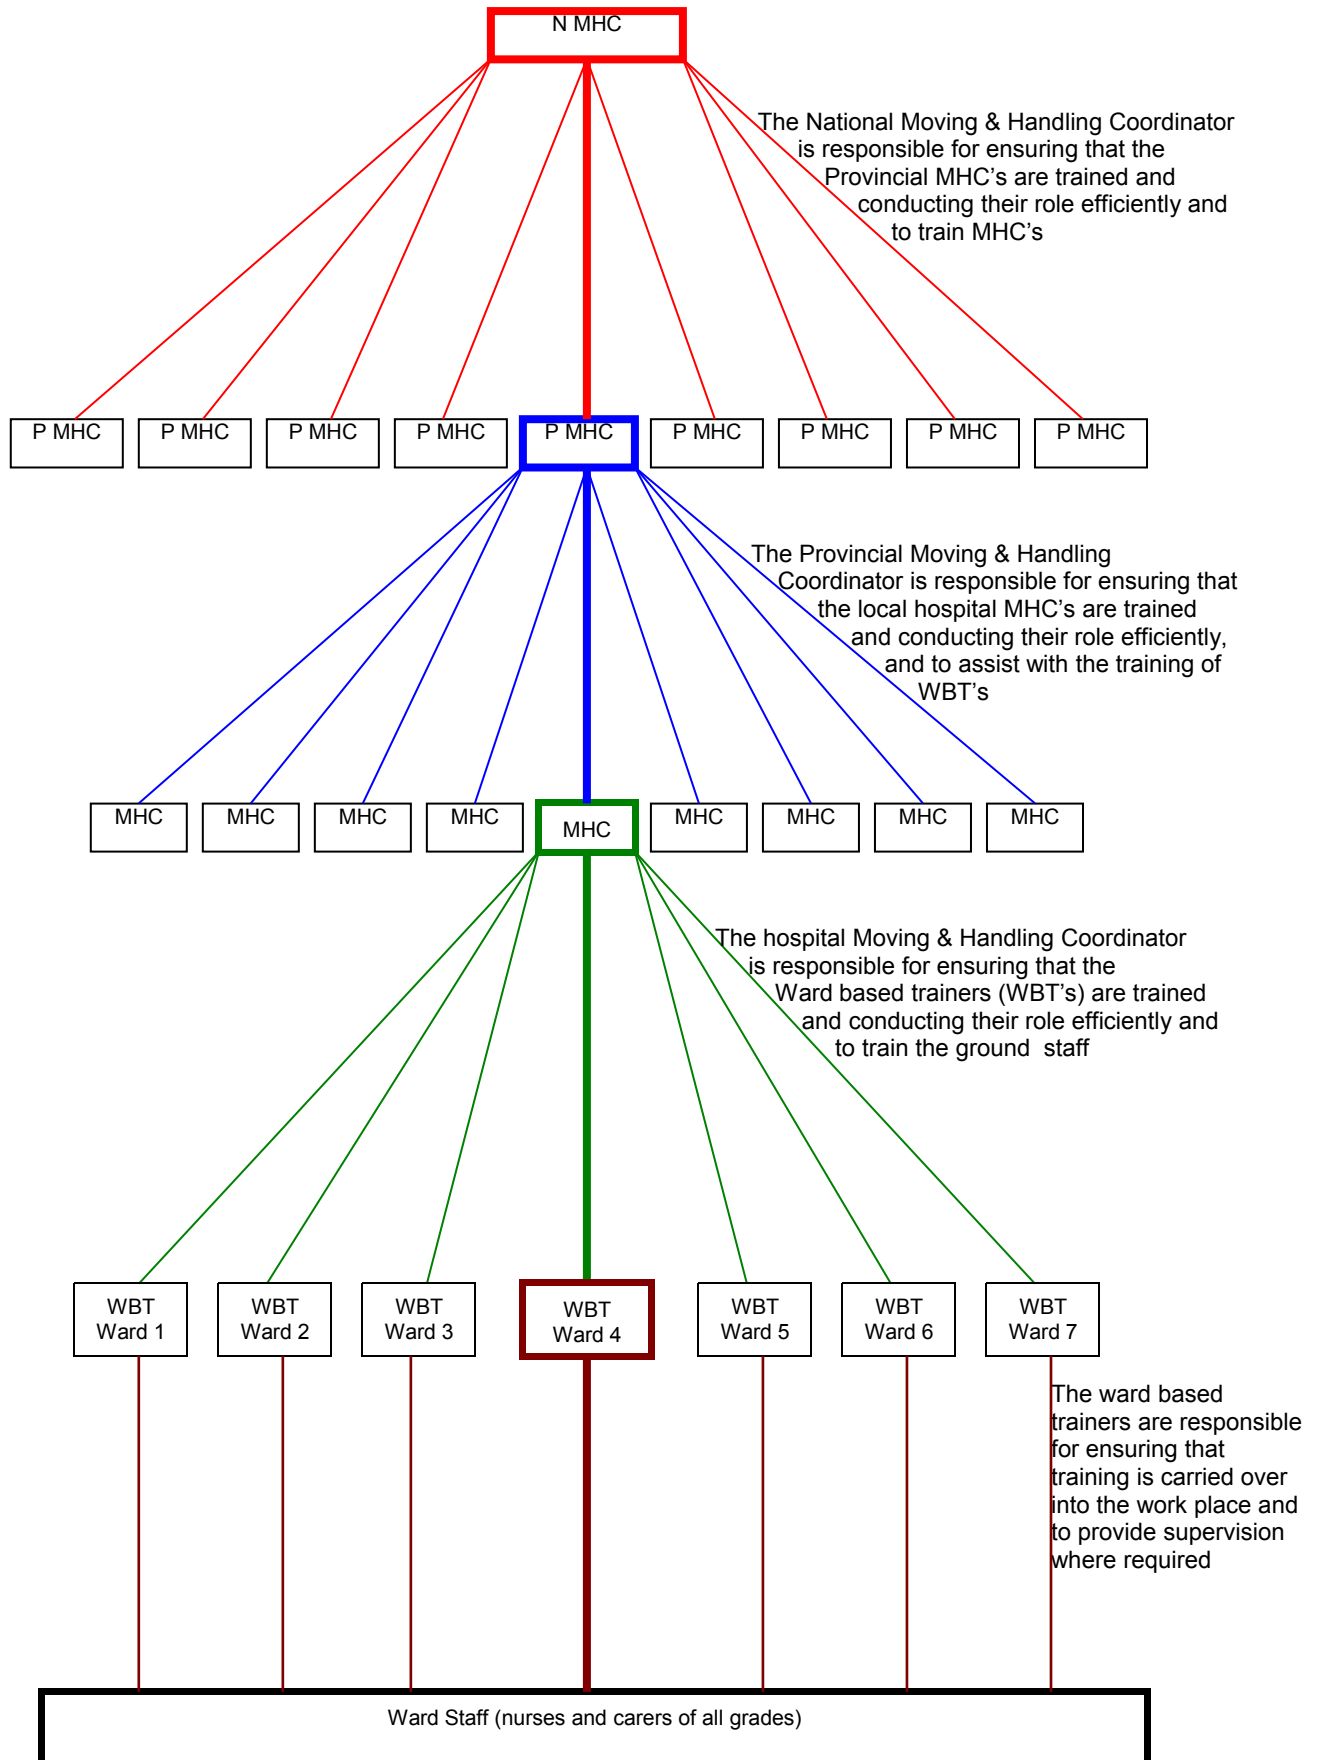 N MHC
The National Moving & Handling Coordinator
is responsible for ensuring that the
Provincial MHC's are trained and
conducting their role efficiently and
to train MHC's
P MHC
P MHC
P MHC
P MHC
P MHC
P MHC
P MHC
P MHC
P MHC
The Provincial Moving & Handling
Coordinator is responsible for ensuring that
the local hospital MHC's are trained
and conducting their role efficiently,
and to assist with the training of
WBT's
MHC
MHC
MHC
MHC
MHC
MHC
MHC
MHC
MHC
The hospital Moving & Handling Coordinator
is responsible for ensuring that the
Ward based trainers (WBT's) are trained
and conducting their role efficiently and
to train the ground staff
WBT
Ward 1
WBT
Ward 2
WBT
Ward 3
WBT
Ward 4
WBT
Ward 5
WBT
Ward 6
WBT
Ward 7
The ward based
trainers are responsible
for ensuring that
training is carried over
into the work place and
to provide supervision
where required
Ward Staff (nurses and carers of all grades)